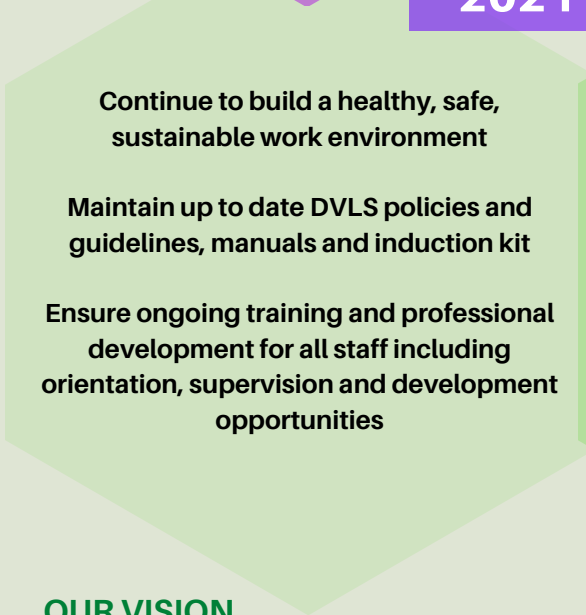 2021
Continue to build a healthy, safe,
sustainable work environment
Maintain up to date DVLS policies and
guidelines, manuals and induction kit
Ensure ongoing training and professional
development for all staff including
orientation, supervision and development
opportunities
OUR VISION